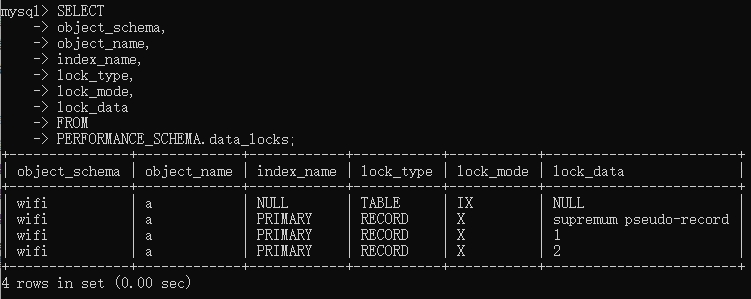 mysql> SELECT
    -> object_schema,
    -> object_name,
    -> index_name,
    -> lock_type,
    -> lock_mode,
    -> lock_data
    -> FROM
    -> PERFORMANCE_SCHEMA.data_locks;
+---------------+-------------+------------+-----------+-----------+------------------------+
| object_schema | object_name | index_name | lock_type | lock_mode | lock_data              |
+---------------+-------------+------------+-----------+-----------+------------------------+
| wifi          | a           | NULL       | TABLE     | IX        | NULL                   |
| wifi          | a           | PRIMARY    | RECORD    | X         | supremum pseudo-record |
| wifi          | a           | PRIMARY    | RECORD    | X         | 1                      |
| wifi          | a           | PRIMARY    | RECORD    | X         | 2                      |
+---------------+-------------+------------+-----------+-----------+------------------------+
4 rows in set (0.00 sec)